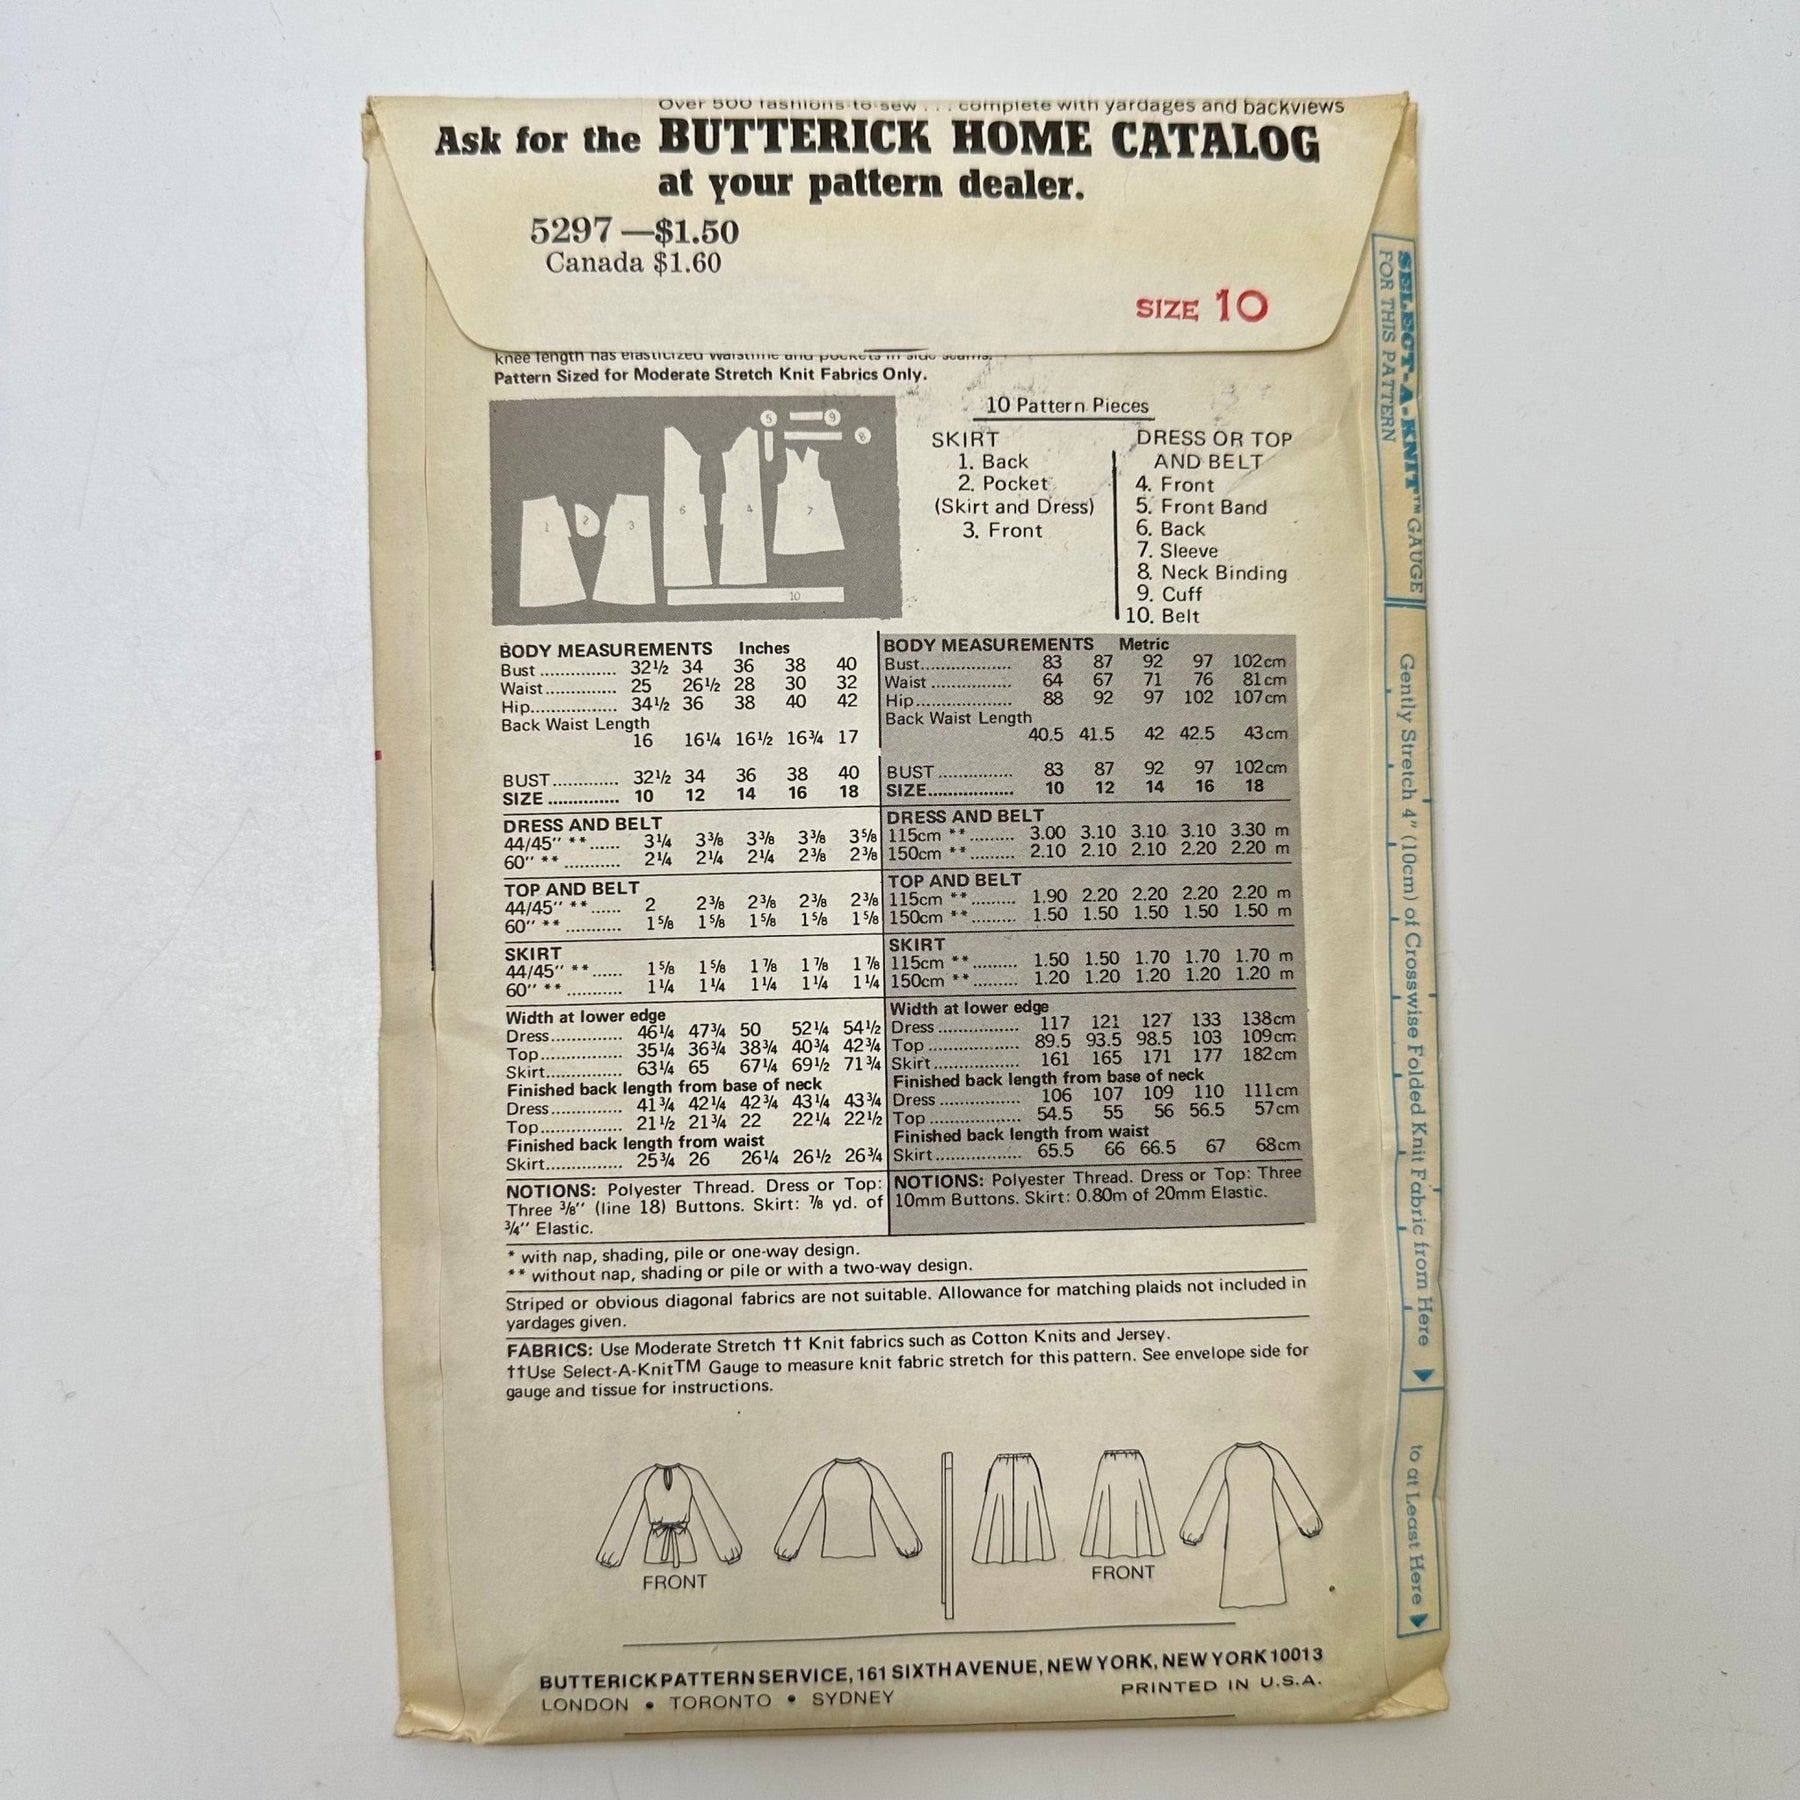 Over 500 fashions to sew . . . complete with yardages and backviews
Ask for the BUTTERICK HOME CATALOG
at your pattern dealer.
5297 —$1.50
Canada $1.60
SIZE 10
knee length has elasticized waistline and pockets in side seams.
Pattern Sized for Moderate Stretch Knit Fabrics Only.
1 2 3 6 4 5 9 8 7 10
10 Pattern Pieces
SKIRT
1. Back
2. Pocket
(Skirt and Dress)
3. Front
DRESS OR TOP
AND BELT
4. Front
5. Front Band
6. Back
7. Sleeve
8. Neck Binding
9. Cuff
10. Belt
BODY MEASUREMENTS Inches
Bust ............... 32½ 34 36 38 40
Waist .............. 25 26½ 28 30 32
Hip................. 34½ 36 38 40 42
Back Waist Length
16 16¼ 16½ 16¾ 17
BUST ............ 32½ 34 36 38 40
SIZE .............. 10 12 14 16 18
DRESS AND BELT
44/45'' ** ...... 3¼ 3⅜ 3⅜ 3⅜ 3⅝
60'' ** ........... 2¼ 2¼ 2¼ 2⅜ 2⅜
TOP AND BELT
44/45'' ** ...... 2 2⅜ 2⅜ 2⅜ 2⅜
60'' ** ........... 1⅝ 1⅝ 1⅝ 1⅝ 1⅝
SKIRT
44/45'' ** ...... 1⅝ 1⅝ 1⅞ 1⅞ 1⅞
60'' ** ........... 1¼ 1¼ 1¼ 1¼ 1¼
Width at lower edge
Dress.............. 46¼ 47¾ 50 52¼ 54½
Top................ 35¼ 36¾ 38¾ 40¾ 42¾
Skirt............... 63¼ 65 67¼ 69½ 71¾
Finished back length from base of neck
Dress.............. 41¾ 42¼ 42¾ 43¼ 43¾
Top................ 21½ 21¾ 22 22¼ 22½
Finished back length from waist
Skirt............... 25¾ 26 26¼ 26½ 26¾
NOTIONS: Polyester Thread. Dress or Top:
Three ⅜'' (line 18) Buttons. Skirt: ⅞ yd. of
¾'' Elastic.
BODY MEASUREMENTS Metric
Bust.................. 83 87 92 97 102cm
Waist ................ 64 67 71 76 81cm
Hip................... 88 92 97 102 107cm
Back Waist Length
40.5 41.5 42 42.5 43cm
BUST ............... 83 87 92 97 102cm
SIZE................. 10 12 14 16 18
DRESS AND BELT
115cm ** ......... 3.00 3.10 3.10 3.10 3.30 m
150cm ** ......... 2.10 2.10 2.10 2.20 2.20 m
TOP AND BELT
115cm ** ......... 1.90 2.20 2.20 2.20 2.20 m
150cm ** ......... 1.50 1.50 1.50 1.50 1.50 m
SKIRT
115cm ** ......... 1.50 1.50 1.70 1.70 1.70 m
150cm ** ......... 1.20 1.20 1.20 1.20 1.20 m
Width at lower edge
Dress ................ 117 121 127 133 138cm
Top .................. 89.5 93.5 98.5 103 109cm
Skirt................. 161 165 171 177 182cm
Finished back length from base of neck
Dress ................ 106 107 109 110 111cm
Top .................. 54.5 55 56 56.5 57cm
Finished back length from waist
Skirt................. 65.5 66 66.5 67 68cm
NOTIONS: Polyester Thread. Dress or Top: Three
10mm Buttons. Skirt: 0.80m of 20mm Elastic.
* with nap, shading, pile or one-way design.
** without nap, shading or pile or with a two-way design.
Striped or obvious diagonal fabrics are not suitable. Allowance for matching plaids not included in
yardages given.
FABRICS: Use Moderate Stretch †† Knit fabrics such as Cotton Knits and Jersey.
††Use Select-A-Knit™ Gauge to measure knit fabric stretch for this pattern. See envelope side for
gauge and tissue for instructions.
FRONT
FRONT
BUTTERICK PATTERN SERVICE, 161 SIXTH AVENUE, NEW YORK, NEW YORK 10013
LONDON • TORONTO • SYDNEY
PRINTED IN U.S.A.
SELECT-A-KNIT™ GAUGE
FOR THIS PATTERN
Gently Stretch 4" (10cm) of Crosswise Folded Knit Fabric from Here
to at Least Here